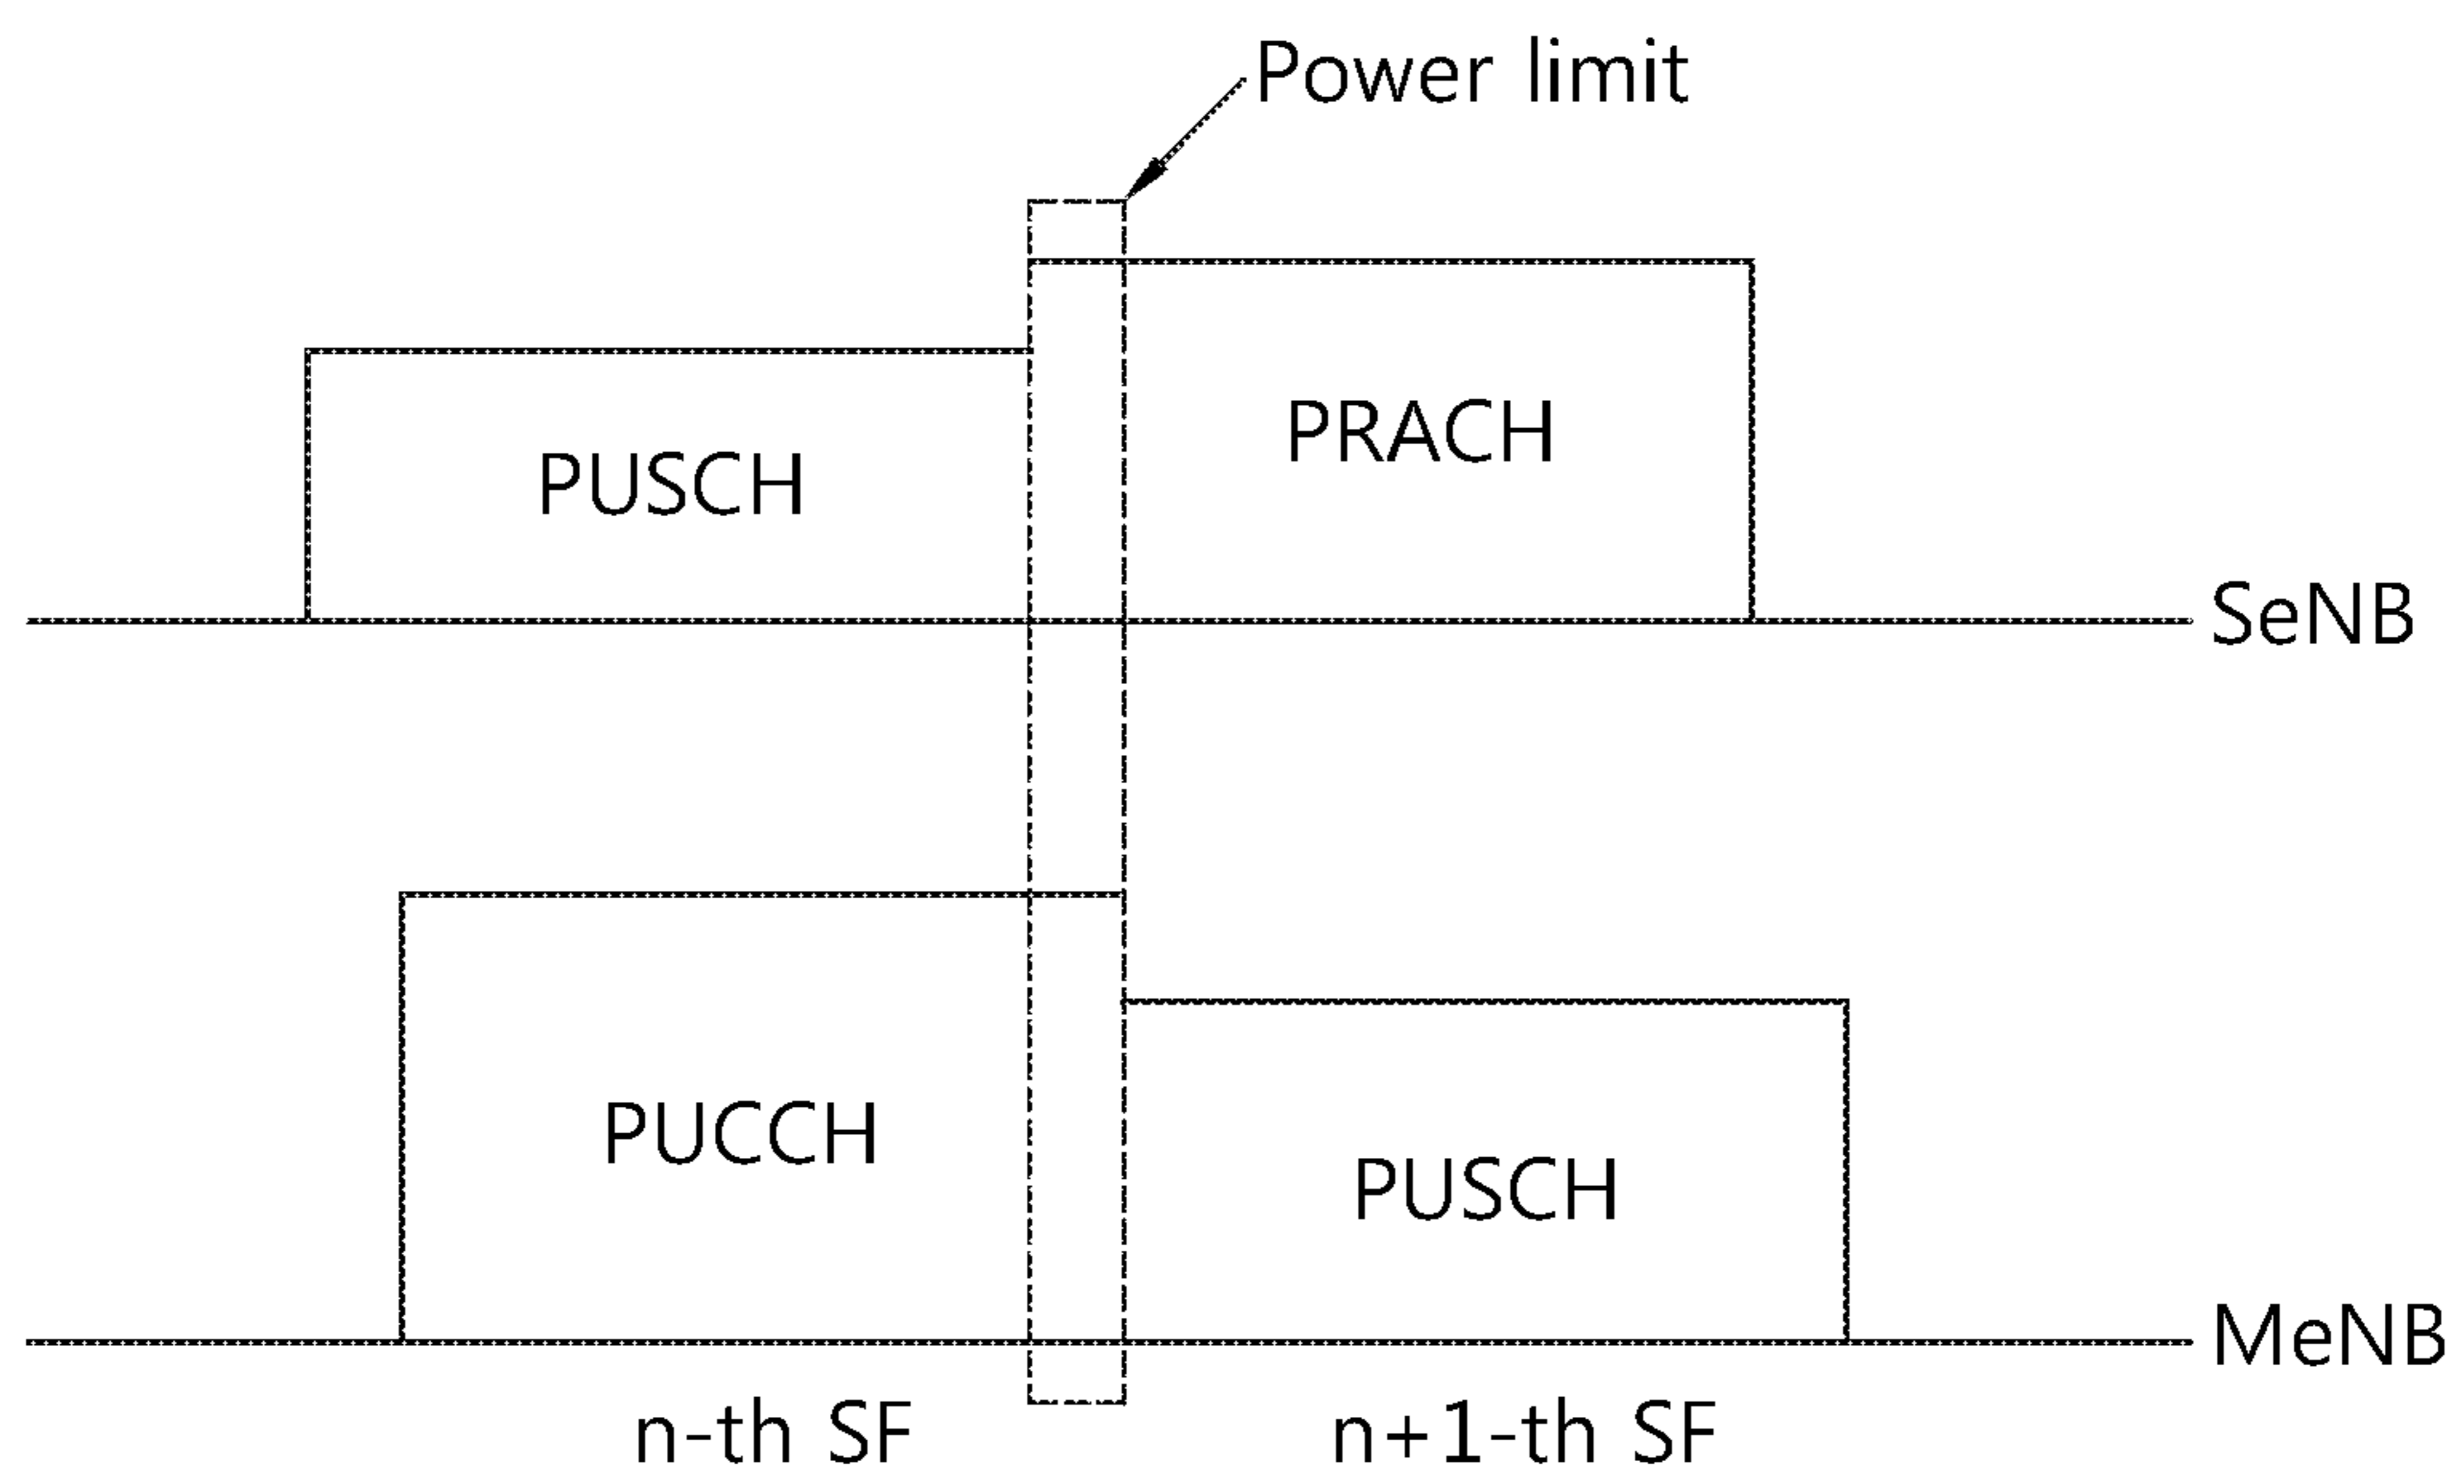 Power limit
PRACH
PUSCH
SeNB
PUCCH
PUSCH
MeNB
n-th SF
n+1-th SF